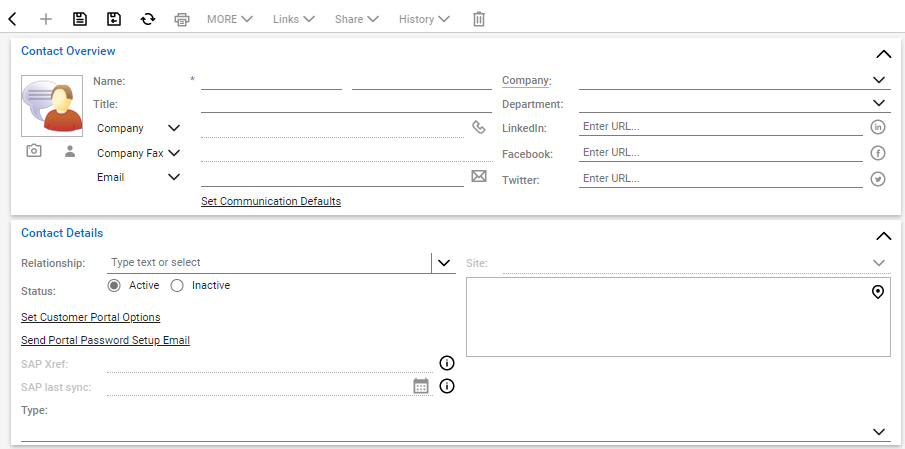 MORE Links Share History
Contact Overview
Name: *
Company:
Title:
Department:
Company
LinkedIn: Enter URL...
Company Fax
Facebook: Enter URL...
Email
Twitter: Enter URL...
Set Communication Defaults
Contact Details
Relationship: Type text or select
Site:
Status: Active Inactive
Set Customer Portal Options
Send Portal Password Setup Email
SAP Xref:
SAP last sync:
Type: